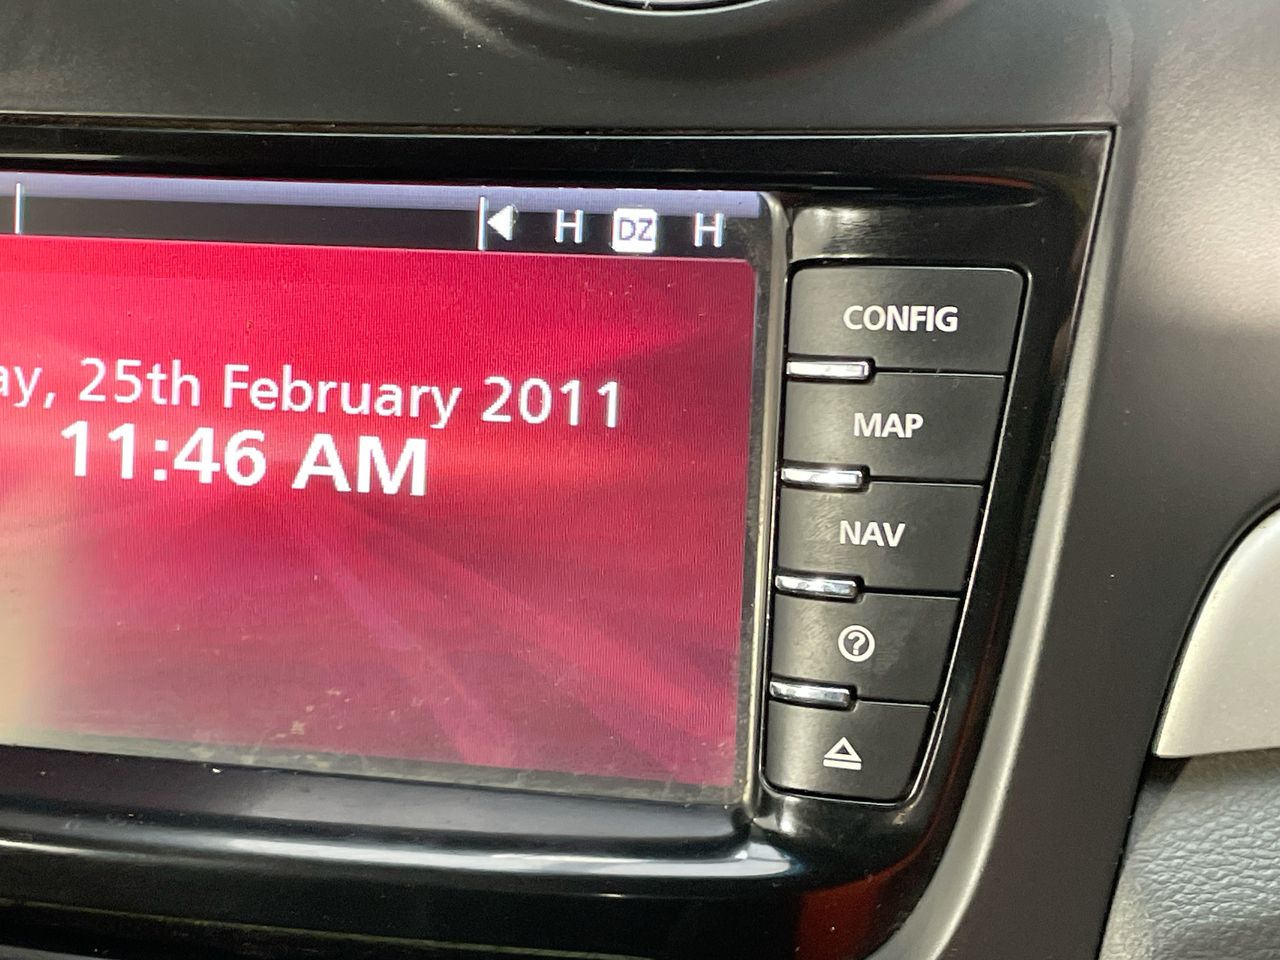 H DZ H
ay, 25th February 2011
11:46 AM
CONFIG
MAP
NAV
?